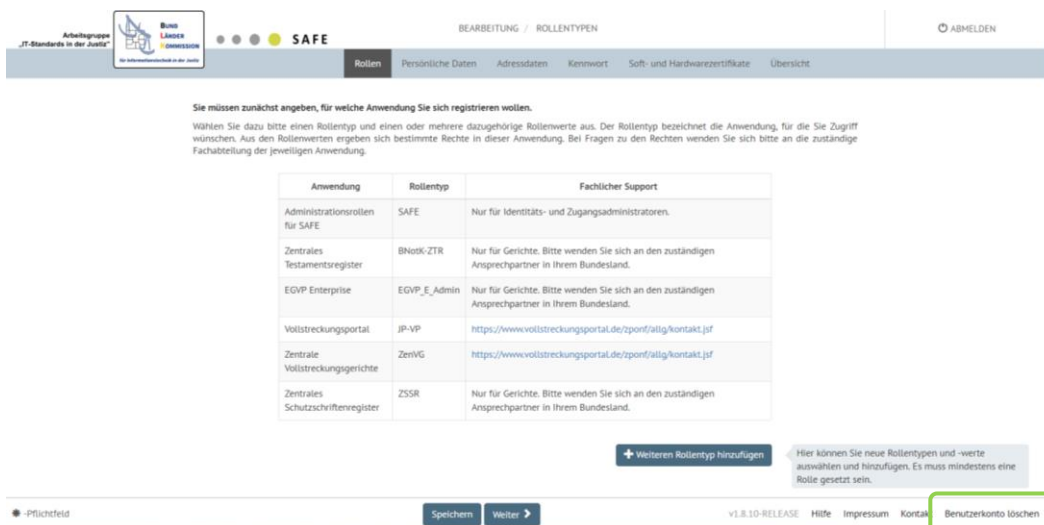 Arbeitsgruppe
„IT-Standards in der Justiz“
BUND
LÄNDER
KOMMISSION
für Informationstechnik in der Justiz
SAFE
BEARBEITUNG / ROLLENTYPEN
ABMELDEN
Rollen Persönliche Daten Adressdaten Kennwort Soft- und Hardwarezertifikate Übersicht
Sie müssen zunächst angeben, für welche Anwendung Sie sich registrieren wollen.
Wählen Sie dazu bitte einen Rollentyp und einen oder mehrere dazugehörige Rollenwerte aus. Der Rollentyp bezeichnet die Anwendung, für die Sie Zugriff
wünschen. Aus den Rollenwerten ergeben sich bestimmte Rechte in dieser Anwendung. Bei Fragen zu den Rechten wenden Sie sich bitte an die zuständige
Fachabteilung der jeweiligen Anwendung.
Anwendung Rollentyp Fachlicher Support
Administrationsrollen SAFE Nur für Identitäts- und Zugangsadministratoren.
für SAFE
Zentrales BNotK-ZTR Nur für Gerichte. Bitte wenden Sie sich an den zuständigen
Testamentsregister Ansprechpartner in Ihrem Bundesland.
EGVP Enterprise EGVP_E_Admin Nur für Gerichte. Bitte wenden Sie sich an den zuständigen
Ansprechpartner in Ihrem Bundesland.
Vollstreckungsportal JP-VP https://www.vollstreckungsportal.de/zponf/allg/kontakt.jsf
Zentrale ZenVG https://www.vollstreckungsportal.de/zponf/allg/kontakt.jsf
Vollstreckungsgerichte
Zentrales ZSSR Nur für Gerichte. Bitte wenden Sie sich an den zuständigen
Schutzschriftenregister Ansprechpartner in Ihrem Bundesland.
+ Weiteren Rollentyp hinzufügen
Hier können Sie neue Rollentypen und -werte
auswählen und hinzufügen. Es muss mindestens eine
Rolle gesetzt sein.
-Pflichtfeld Speichern Weiter v1.8.10-RELEASE Hilfe Impressum Kontak Benutzerkonto löschen